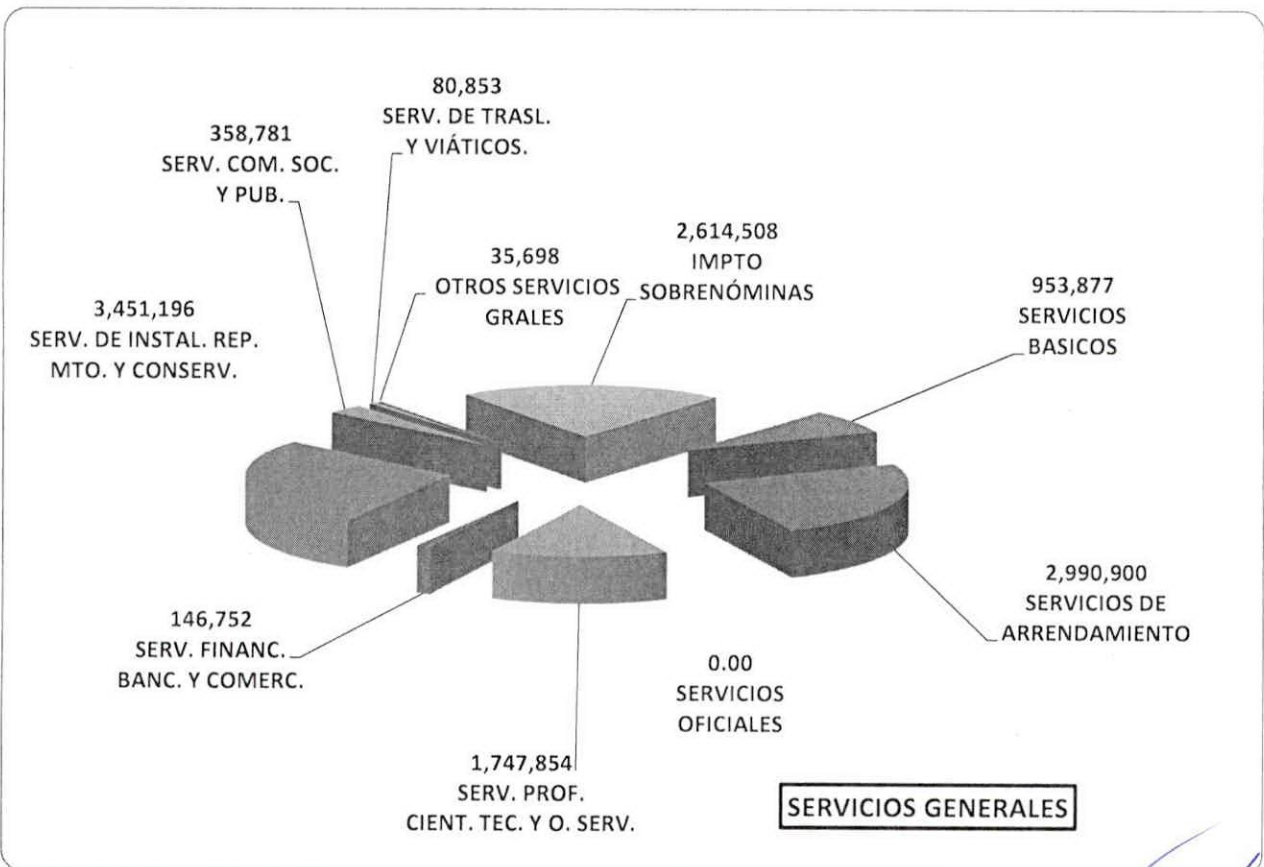 80,853
SERV. DE TRASL.
Y VIÁTICOS.
358,781
SERV. COM. SOC.
Y PUB.
35,698
OTROS SERVICIOS
GRALES
2,614,508
IMPTO
SOBRENÓMINAS
953,877
SERVICIOS
BASICOS
3,451,196
SERV. DE INSTAL. REP.
MTO. Y CONSERV.
2,990,900
SERVICIOS DE
ARRENDAMIENTO
146,752
SERV. FINANC.
BANC. Y COMERC.
0.00
SERVICIOS
OFICIALES
1,747,854
SERV. PROF.
CIENT. TEC. Y O. SERV.
SERVICIOS GENERALES